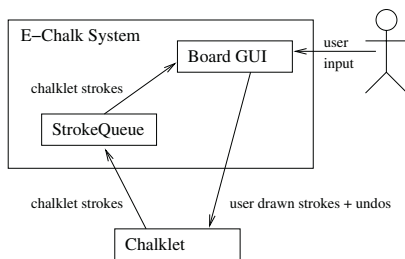 E-Chalk System
Board GUI
user
input
chalklet strokes
StrokeQueue
chalklet strokes
user drawn strokes + undos
Chalklet